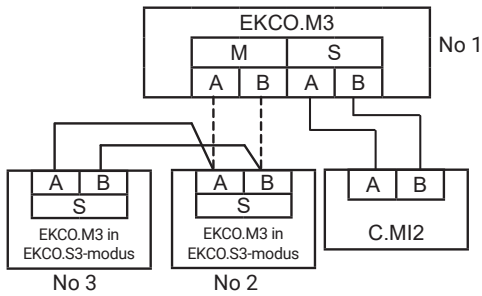 EKCO.M3
No 1
M S
A B A B
A B
S
EKCO.M3 in
EKCO.S3-modus
No 3
A B
S
EKCO.M3 in
EKCO.S3-modus
No 2
A B
C.MI2